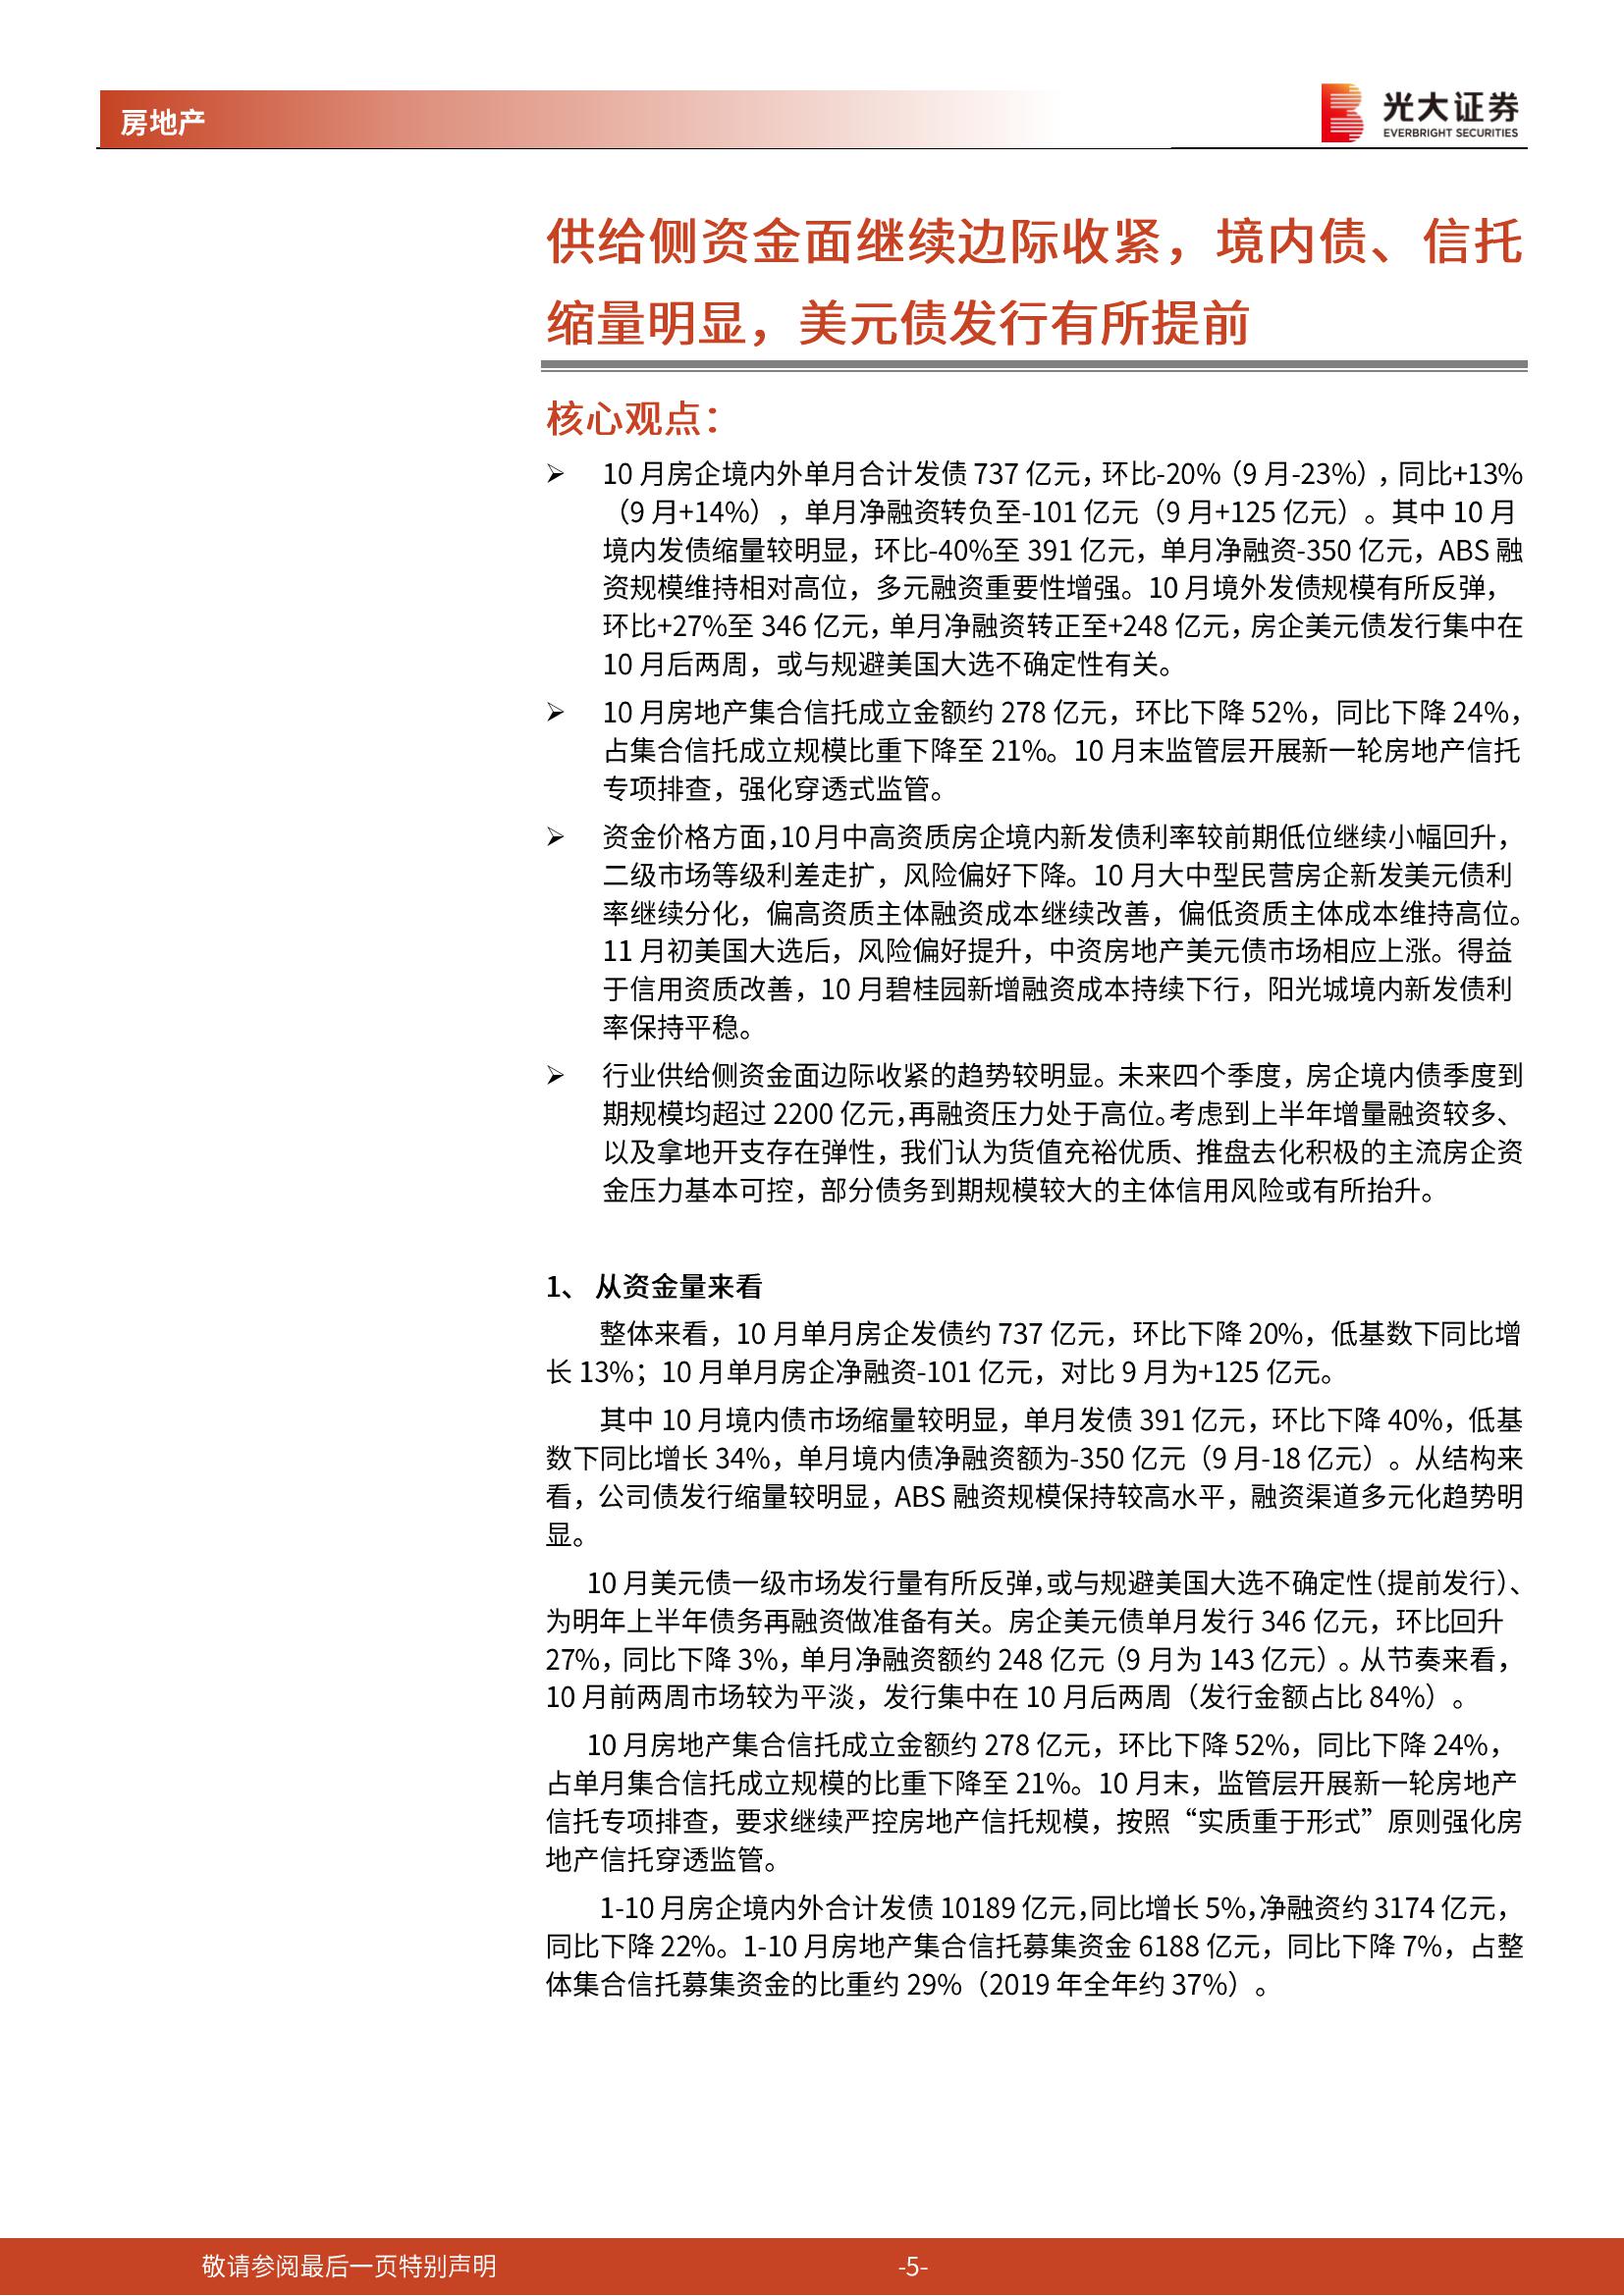 房地产
光大证券
EVERBRIGHT SECURITIES
供给侧资金面继续边际收紧，境内债、信托
缩量明显，美元债发行有所提前
核心观点：
➢ 10 月房企境内外单月合计发债 737 亿元，环比-20%（9 月-23%），同比+13%
（9 月+14%），单月净融资转负至-101 亿元（9 月+125 亿元）。其中 10 月
境内发债缩量较明显，环比-40%至 391 亿元，单月净融资-350 亿元，ABS 融
资规模维持相对高位，多元融资重要性增强。10 月境外发债规模有所反弹，
环比+27%至 346 亿元，单月净融资转正至+248 亿元，房企美元债发行集中在
10 月后两周，或与规避美国大选不确定性有关。
➢ 10 月房地产集合信托成立金额约 278 亿元，环比下降 52%，同比下降 24%，
占集合信托成立规模比重下降至 21%。10 月末监管层开展新一轮房地产信托
专项排查，强化穿透式监管。
➢ 资金价格方面，10 月中高资质房企境内新发债利率较前期低位继续小幅回升，
二级市场等级利差走扩，风险偏好下降。10 月大中型民营房企新发美元债利
率继续分化，偏高资质主体融资成本继续改善，偏低资质主体成本维持高位。
11 月初美国大选后，风险偏好提升，中资房地产美元债市场相应上涨。得益
于信用资质改善，10 月碧桂园新增融资成本持续下行，阳光城境内新发债利
率保持平稳。
➢ 行业供给侧资金面边际收紧的趋势较明显。未来四个季度，房企境内债季度到
期规模均超过 2200 亿元，再融资压力处于高位。考虑到上半年增量融资较多、
以及拿地开支存在弹性，我们认为货值充裕优质、推盘去化积极的主流房企资
金压力基本可控，部分债务到期规模较大的主体信用风险或有所抬升。
1、 从资金量来看
整体来看，10 月单月房企发债约 737 亿元，环比下降 20%，低基数下同比增
长 13%；10 月单月房企净融资-101 亿元，对比 9 月为+125 亿元。
其中 10 月境内债市场缩量较明显，单月发债 391 亿元，环比下降 40%，低基
数下同比增长 34%，单月境内债净融资额为-350 亿元（9 月-18 亿元）。从结构来
看，公司债发行缩量较明显，ABS 融资规模保持较高水平，融资渠道多元化趋势明
显。
10 月美元债一级市场发行量有所反弹，或与规避美国大选不确定性（提前发行）、
为明年上半年债务再融资做准备有关。房企美元债单月发行 346 亿元，环比回升
27%，同比下降 3%，单月净融资额约 248 亿元（9 月为 143 亿元）。从节奏来看，
10 月前两周市场较为平淡，发行集中在 10 月后两周（发行金额占比 84%）。
10 月房地产集合信托成立金额约 278 亿元，环比下降 52%，同比下降 24%，
占单月集合信托成立规模的比重下降至 21%。10 月末，监管层开展新一轮房地产
信托专项排查，要求继续严控房地产信托规模，按照“实质重于形式”原则强化房
地产信托穿透监管。
1-10 月房企境内外合计发债 10189 亿元，同比增长 5%，净融资约 3174 亿元，
同比下降 22%。1-10 月房地产集合信托募集资金 6188 亿元，同比下降 7%，占整
体集合信托募集资金的比重约 29%（2019 年全年约 37%）。
敬请参阅最后一页特别声明
-5-